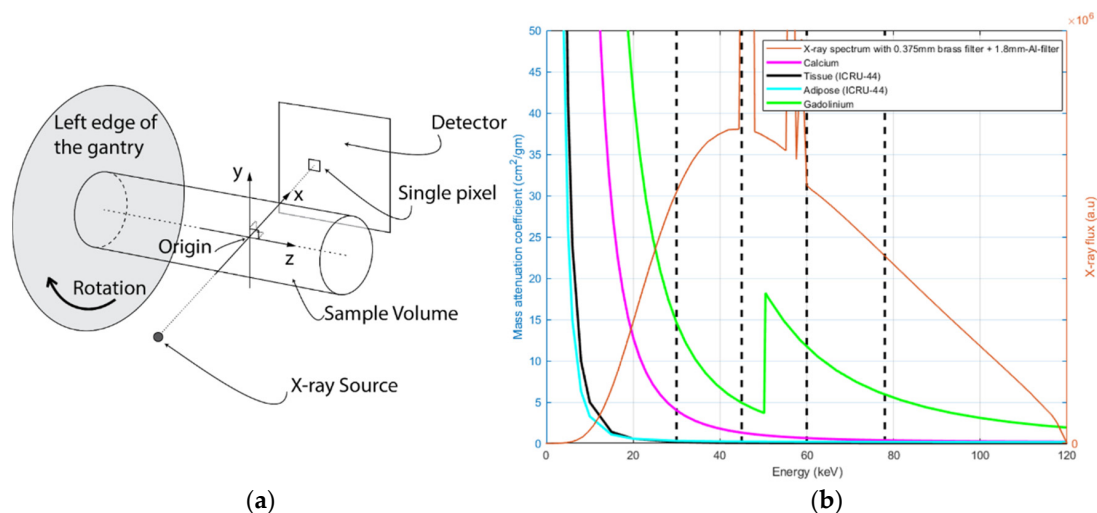 Left edge of
the gantry
Detector
y
x
Single pixel
Origin
z
Rotation
Sample Volume
X-ray Source
(a)
×10⁶
50
45
40
35
30
25
20
15
10
5
0
Mass attenuation coefficient (cm²/gm)
X-ray spectrum with 0.375mm brass filter + 1.8mm-Al-filter
Calcium
Tissue (ICRU-44)
Adipose (ICRU-44)
Gadolinium
X-ray flux (a.u)
0
0 20 40 60 80 100 120
Energy (keV)
(b)